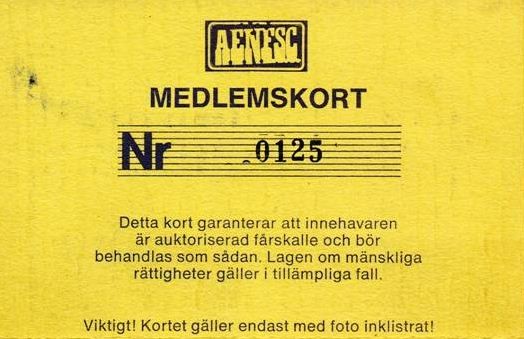 AENESC
MEDLEMSKORT
Nr 0125
Detta kort garanterar att innehavaren
är auktoriserad fårskalle och bör
behandlas som sådan. Lagen om mänskliga
rättigheter gäller i tillämpliga fall.
Viktigt! Kortet gäller endast med foto inklistrat!